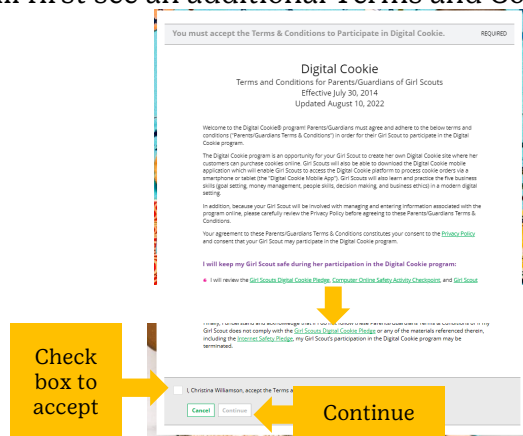 will first see an additional Terms and Co
You must accept the Terms & Conditions to Participate in Digital Cookie. REQUIRED
Digital Cookie
Terms and Conditions for Parents/Guardians of Girl Scouts
Effective July 30, 2014
Updated August 10, 2022
Welcome to the Digital Cookie® program! Parents/Guardians must agree and adhere to the below terms and
conditions ("Parents/Guardians Terms & Conditions") in order for their Girl Scout to participate in the Digital
Cookie program.
The Digital Cookie program is an opportunity for your Girl Scout to create her own Digital Cookie site where her
customers can purchase cookies online. Girl Scouts will also be able to download the Digital Cookie mobile
application which will enable Girl Scouts to access the Digital Cookie platform to process cookie orders via a
smartphone or tablet (the "Digital Cookie Mobile App"). Girl Scouts will also learn and practice the five business
skills (goal setting, money management, people skills, decision making, and business ethics) in a modern digital
setting.
In addition, because your Girl Scout will be involved with managing and entering information associated with the
program online, please carefully review the Privacy Policy before agreeing to these Parents/Guardians Terms &
Conditions.
Your agreement to these Parents/Guardians Terms & Conditions constitutes your consent to the Privacy Policy
and consent that your Girl Scout may participate in the Digital Cookie program.
I will keep my Girl Scout safe during her participation in the Digital Cookie program:
I will review the Girl Scouts Digital Cookie Pledge, Computer Online Safety Activity Checkpoint, and Girl Scout
Girl Scout does not comply with the Girl Scouts Digital Cookie Pledge or any of the materials referenced therein,
including the Internet Safety Pledge, my Girl Scout's participation in the Digital Cookie program may be
terminated.
Check
box to
accept
I, Christina Williamson, accept the Terms a
Cancel Continue
Continue